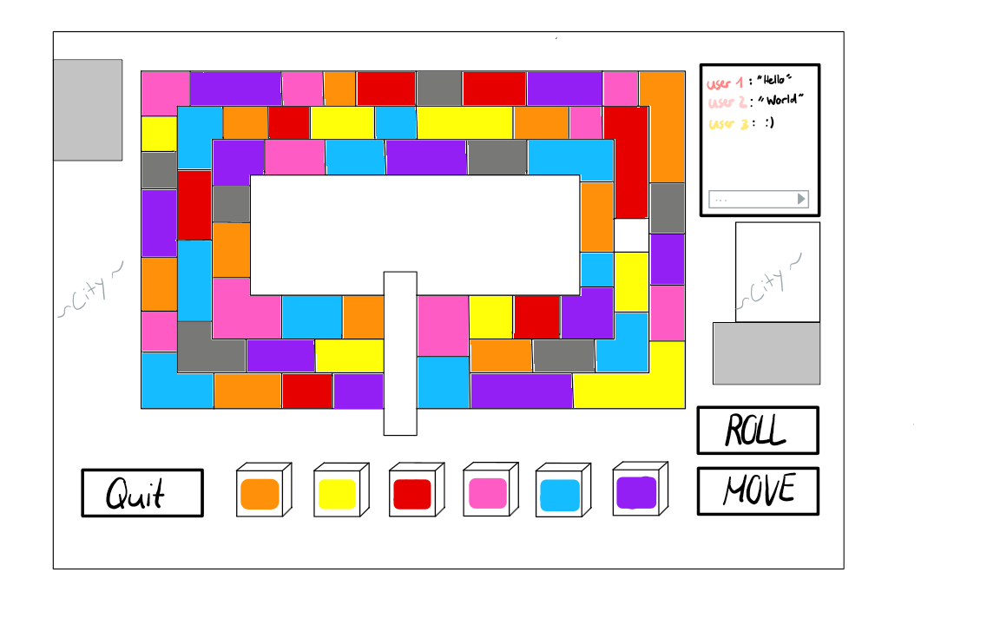 user 1 : "Hello"
user 2 : "World"
user 3 : :)
...
~City~
~City~
ROLL
Quit
MOVE